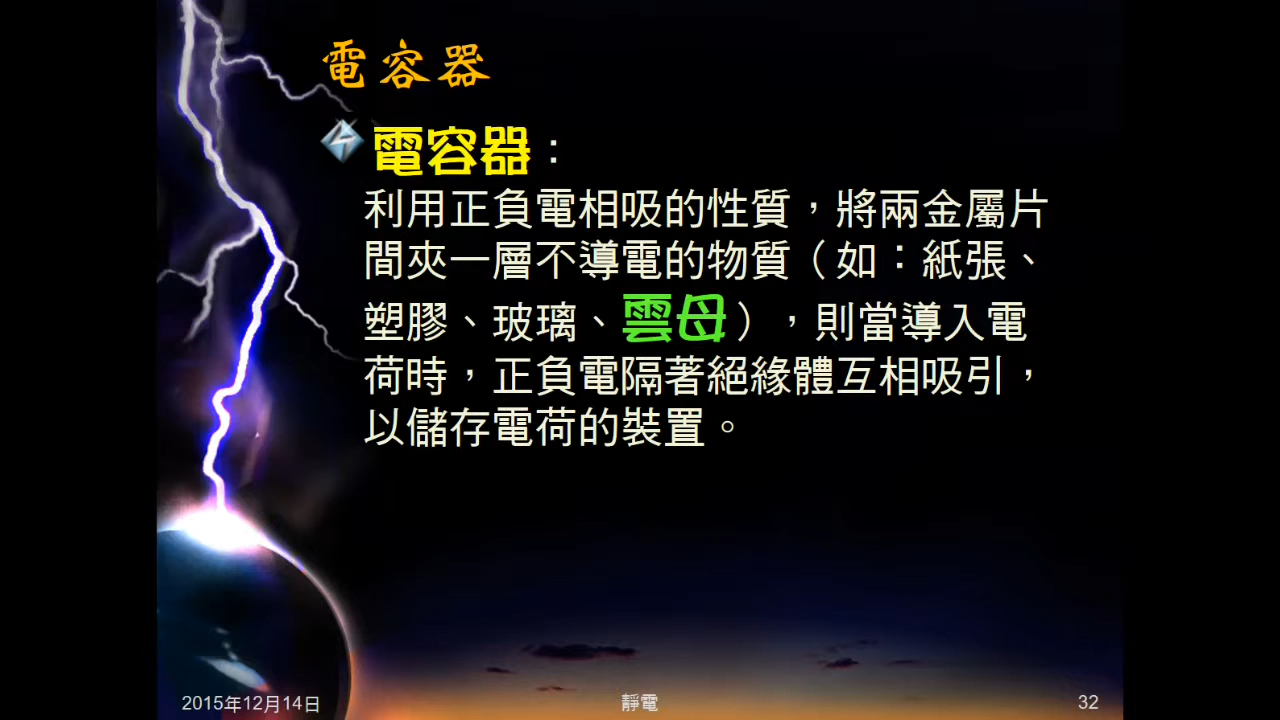 電容器
電容器：
利用正負電相吸的性質，將兩金屬片
間夾一層不導電的物質（如：紙張、
塑膠、玻璃、雲母），則當導入電
荷時，正負電隔著絕緣體互相吸引，
以儲存電荷的裝置。
2015年12月14日
靜電
32